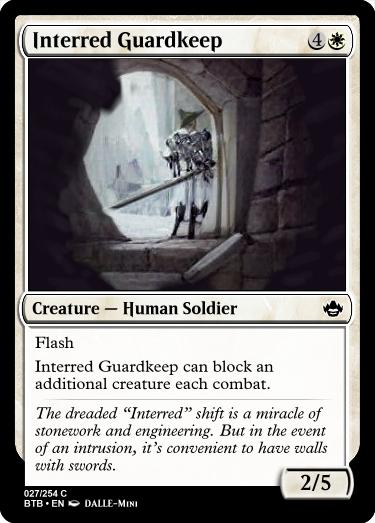 Interred Guardkeep 4
Creature — Human Soldier
Flash
Interred Guardkeep can block an
additional creature each combat.
The dreaded “Interred” shift is a miracle of
stonework and engineering. But in the event
of an intrusion, it’s convenient to have walls
with swords.
2/5
027/254 C
BTB • EN DALLE-Mini